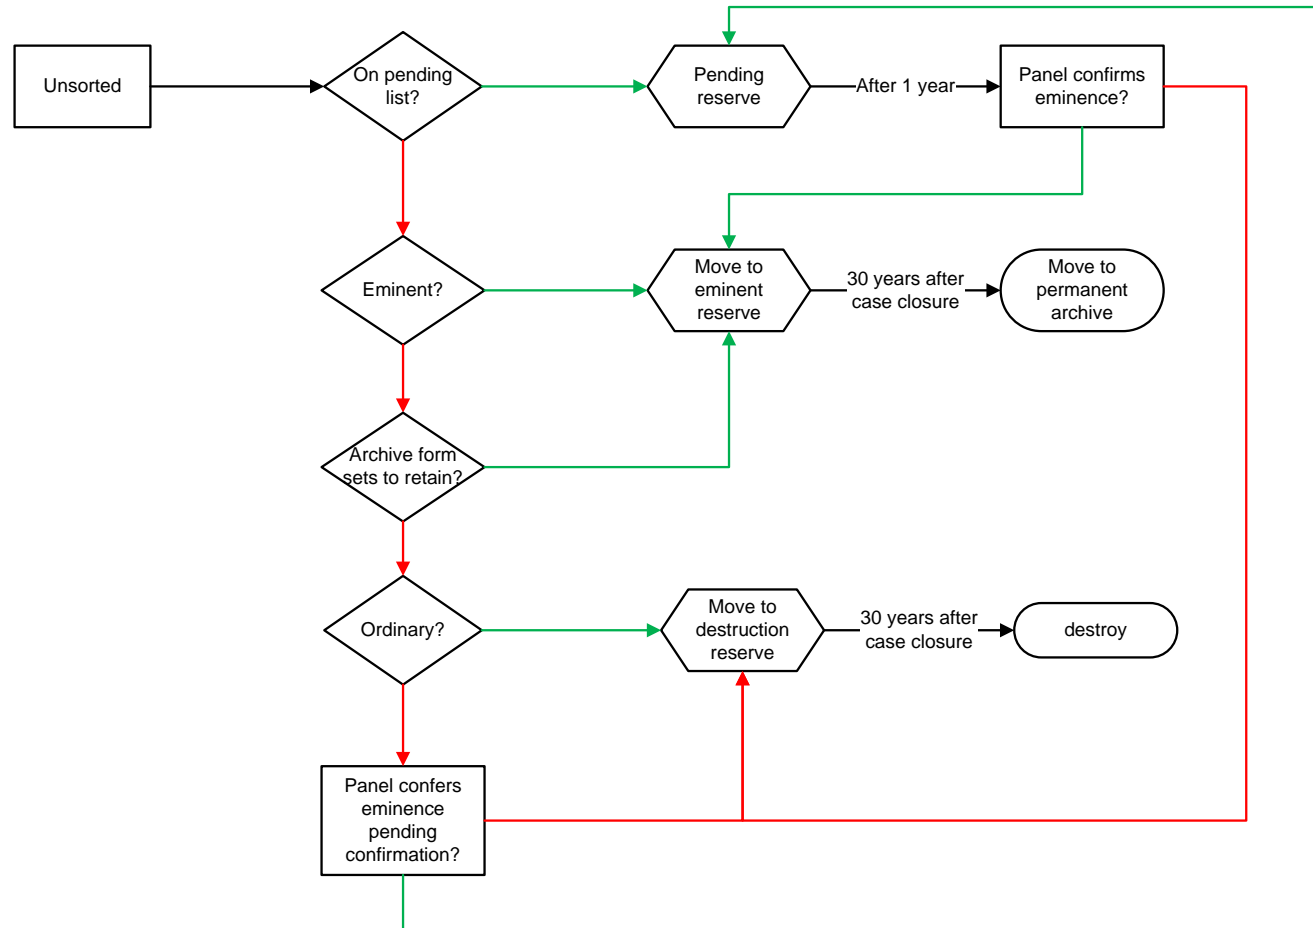 Unsorted
On pending
list?
Pending
reserve
After 1 year
Panel confirms
eminence?
Eminent?
Move to
eminent
reserve
30 years after
case closure
Move to
permanent
archive
Archive form
sets to retain?
Ordinary?
Move to
destruction
reserve
30 years after
case closure
destroy
Panel confers
eminence
pending
confirmation?